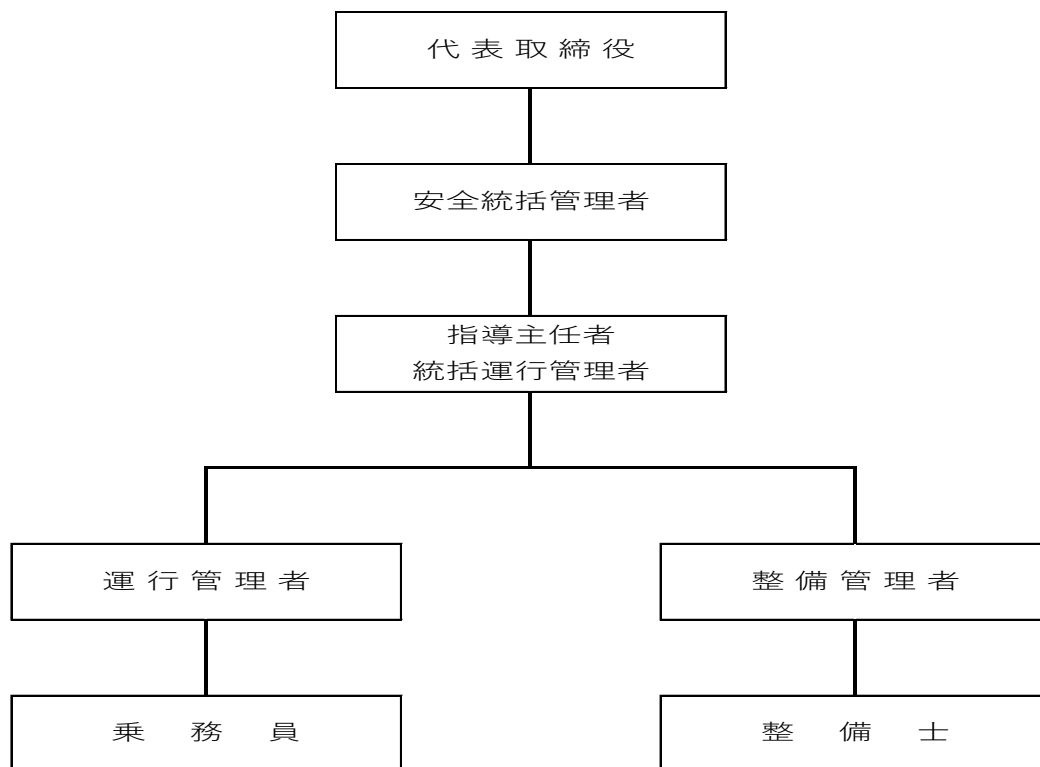 代表取締役
安全統括管理者
指導主任者
統括運行管理者
運行管理者
整備管理者
乗務員
整備士